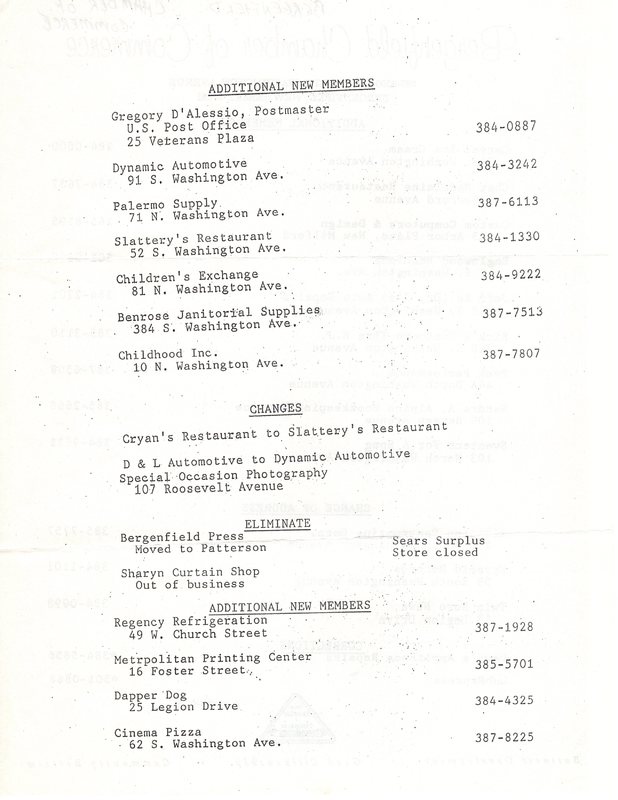 ADDITIONAL NEW MEMBERS
Gregory D'Alessio, Postmaster
U.S. Post Office 384-0887
25 Veterans Plaza
Dynamic Automotive 384-3242
91 S. Washington Ave.
Palermo Supply 387-6113
71 N. Washington Ave.
Slattery's Restaurant 384-1330
52 S. Washington Ave.
Children's Exchange 384-9222
81 N. Washington Ave.
Benrose Janitorial Supplies 387-7513
384 S. Washington Ave.
Childhood Inc. 387-7807
10 N. Washington Ave.
CHANGES
Cryan's Restaurant to Slattery's Restaurant
D & L Automotive to Dynamic Automotive
Special Occasion Photography
107 Roosevelt Avenue
ELIMINATE
Bergenfield Press Sears Surplus
Moved to Patterson Store closed
Sharyn Curtain Shop
Out of business
ADDITIONAL NEW MEMBERS
Regency Refrigeration 387-1928
49 W. Church Street
Metrpolitan Printing Center 385-5701
16 Foster Street
Dapper Dog 384-4325
25 Legion Drive
Cinema Pizza 387-8225
62 S. Washington Ave.